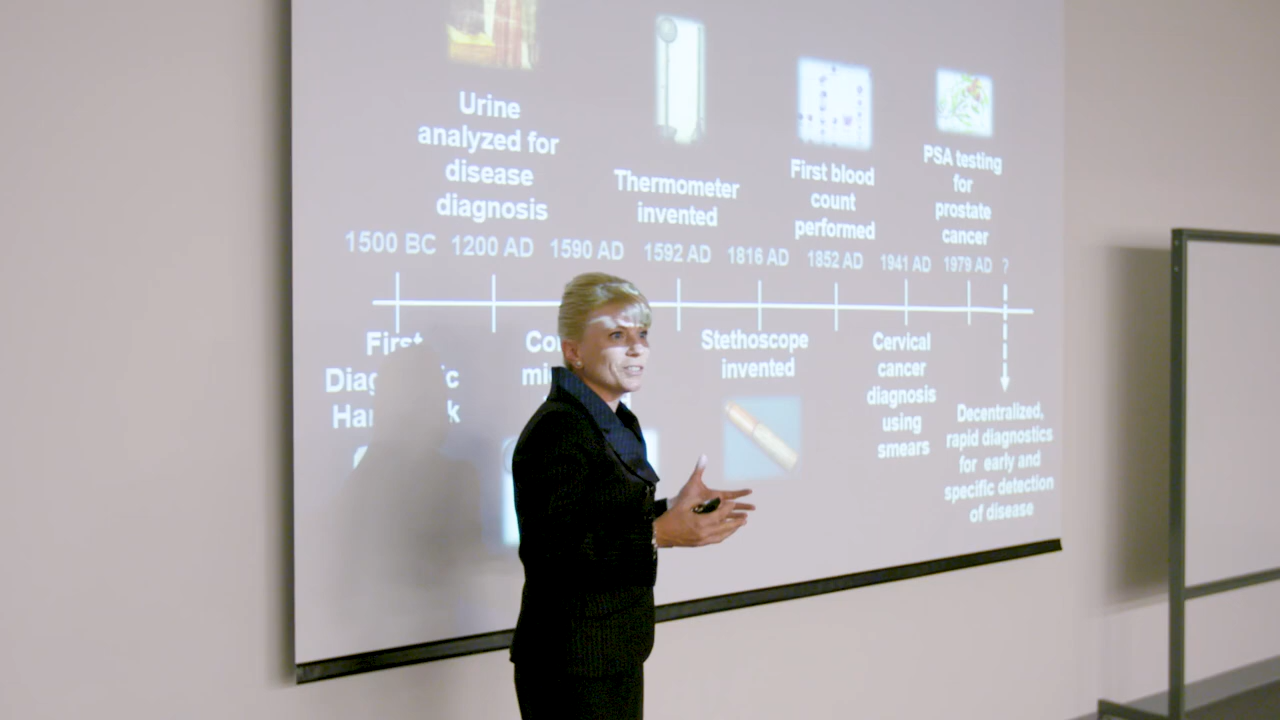 Urine
analyzed for
disease
diagnosis
Thermometer
invented
First blood
count
performed
PSA testing
for
prostate
cancer
1500 BC 1200 AD 1590 AD 1592 AD 1816 AD 1852 AD 1941 AD 1979 AD ?
First
Stethoscope
invented
Cervical
cancer
diagnosis
using
smears
Decentralized,
rapid diagnostics
for early and
specific detection
of disease